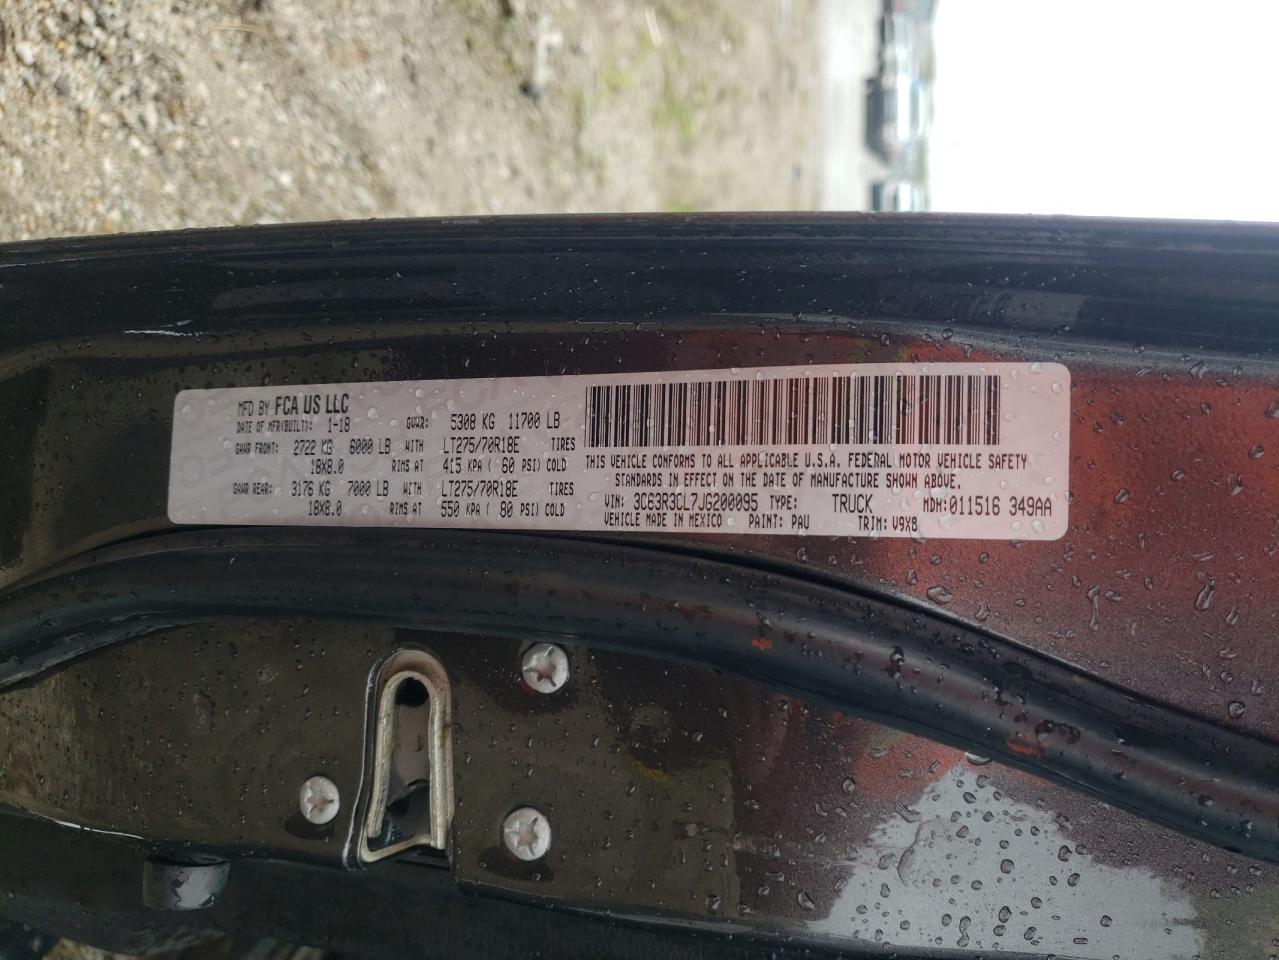 MFD BY FCA US LLC
DATE OF MFR(BUILT): 1-18 GVWR: 5308 KG 11700 LB
GAWR FRONT: 2722 KG 6000 LB WITH LT275/70R18E TIRES
18X8.0 RIMS AT 415 KPA ( 60 PSI) COLD
GAWR REAR: 3176 KG 7000 LB WITH LT275/70R18E TIRES
18X8.0 RIMS AT 550 KPA ( 80 PSI) COLD
THIS VEHICLE CONFORMS TO ALL APPLICABLE U.S.A. FEDERAL MOTOR VEHICLE SAFETY
STANDARDS IN EFFECT ON THE DATE OF MANUFACTURE SHOWN ABOVE.
VIN: 3C63R3CL7JG200095 TYPE: TRUCK MDH: 011516 349AA
VEHICLE MADE IN MEXICO PAINT: PAU TRIM: V9X8